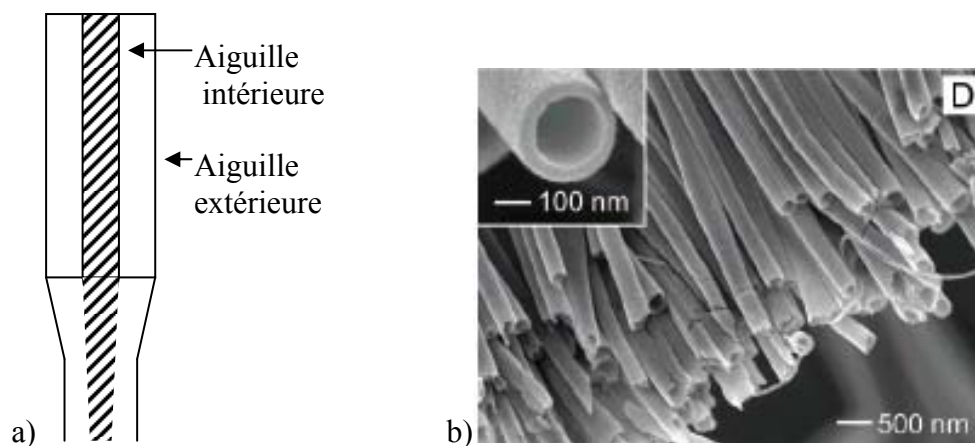 Aiguille
intérieure
Aiguille
extérieure
a)
D
100 nm
500 nm
b)